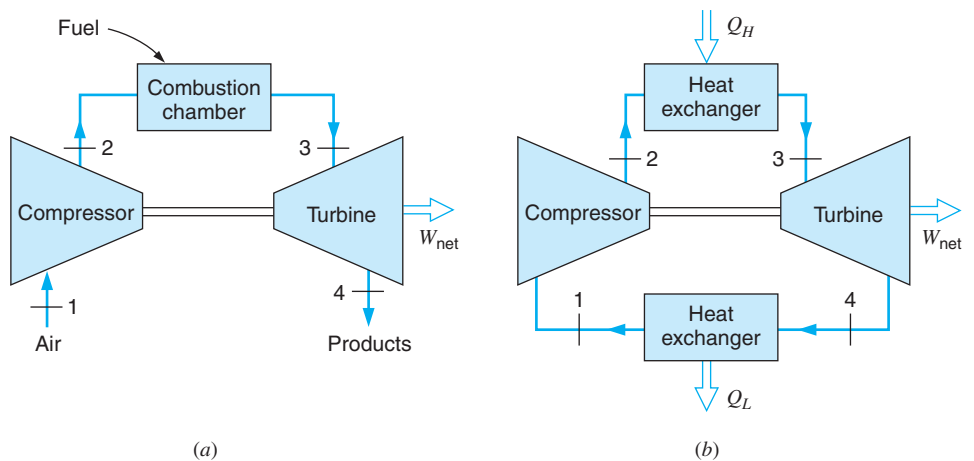 Fuel
Combustion
chamber
2
3
Compressor
Turbine
W_net
1
4
Air
Products
(a)
Q_H
Heat
exchanger
2
3
Compressor
Turbine
W_net
1
4
Heat
exchanger
Q_L
(b)